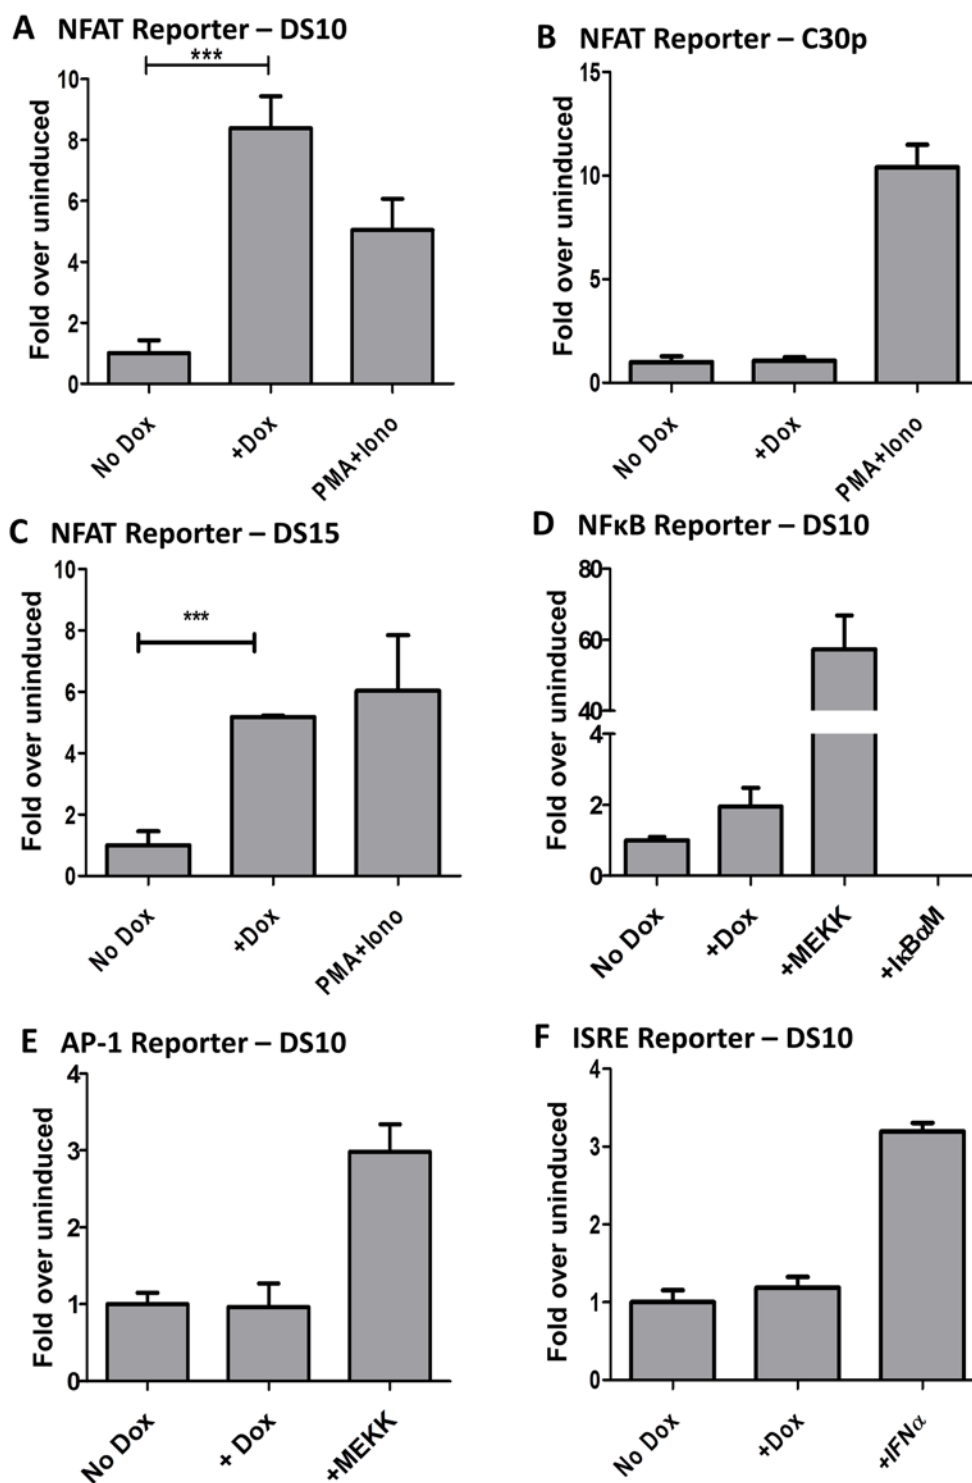 A NFAT Reporter – DS10
***
Fold over uninduced
10
8
6
4
2
0
No Dox
+Dox
PMA+Iono
B NFAT Reporter – C30p
Fold over uninduced
15
10
5
0
No Dox
+Dox
PMA+Iono
C NFAT Reporter – DS15
***
Fold over uninduced
10
8
6
4
2
0
No Dox
+Dox
PMA+Iono
D NFκB Reporter – DS10
Fold over uninduced
80
60
40
4
2
0
No Dox
+Dox
+MEKK
+IκBαM
E AP-1 Reporter – DS10
Fold over uninduced
4
3
2
1
0
No Dox
+ Dox
+MEKK
F ISRE Reporter – DS10
Fold over uninduced
4
3
2
1
0
No Dox
+Dox
+IFNα